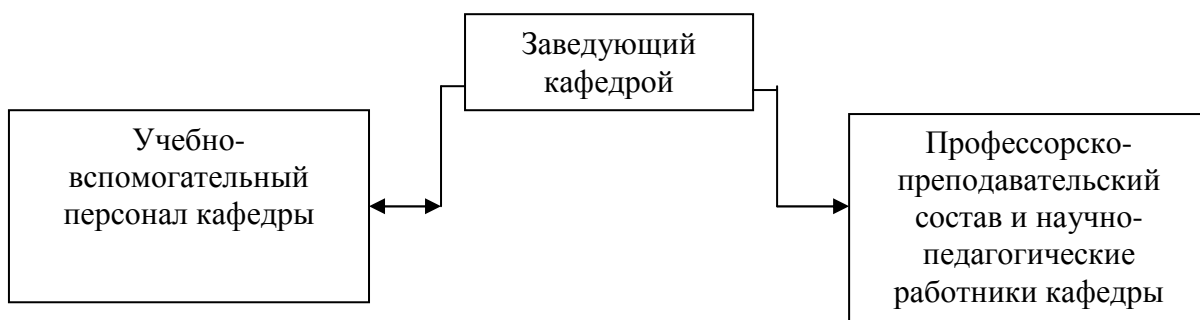 Заведующий
кафедрой
Учебно-
вспомогательный
персонал кафедры
Профессорско-
преподавательский
состав и научно-
педагогические
работники кафедры